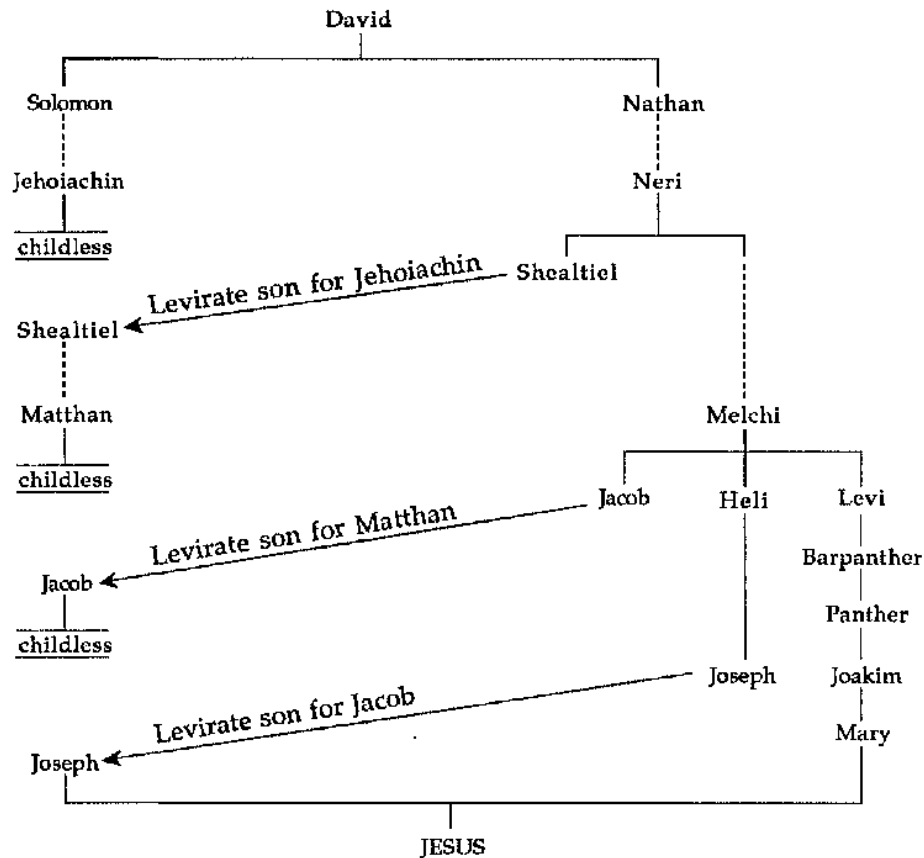 David
Solomon Nathan
Jehoiachin Neri
childless
Levirate son for Jehoiachin Shealtiel
Shealtiel
Matthan Melchi
childless
Jacob Heli Levi
Levirate son for Matthan
Barpanther
Jacob
Panther
childless
Joseph Joakim
Levirate son for Jacob
Mary
Joseph
JESUS